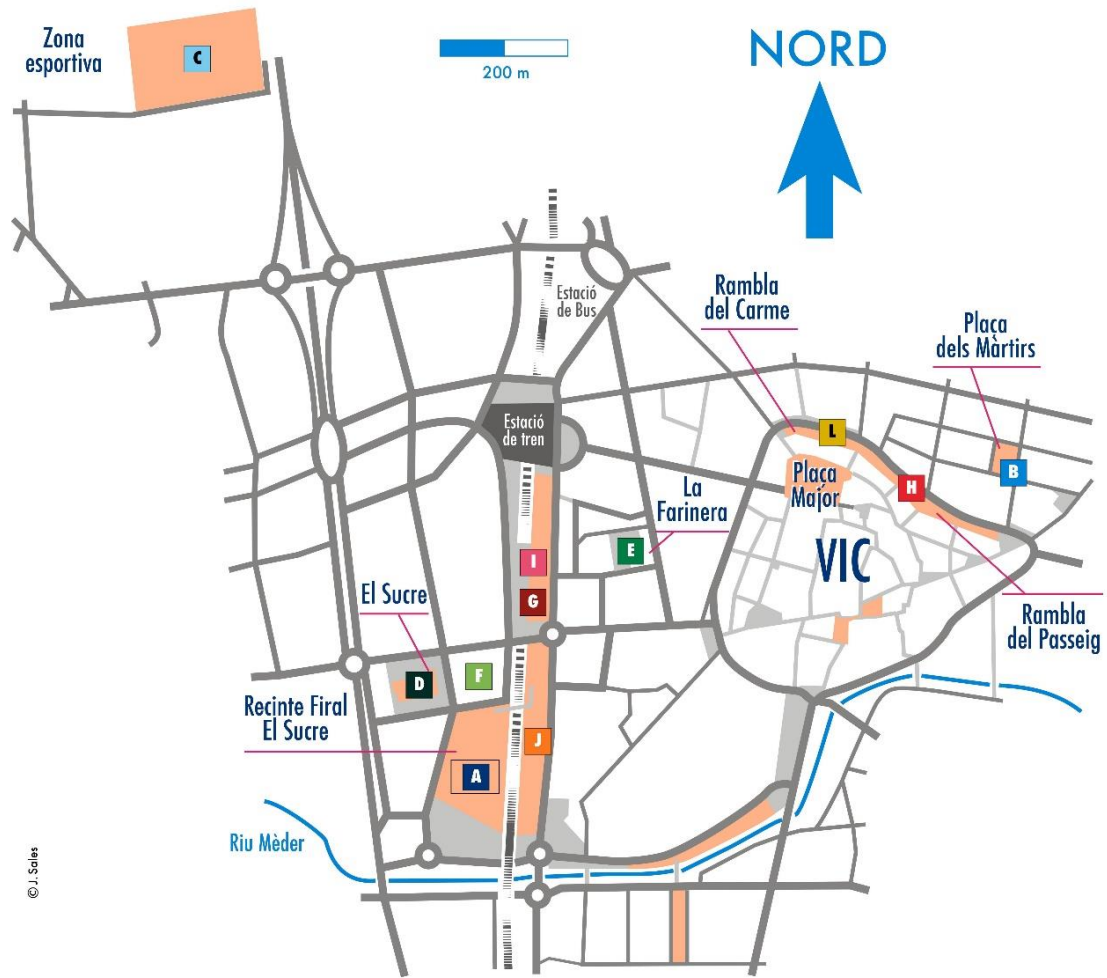 Zona
esportiva
C
200 m
NORD
Estació
de Bus
Rambla
del Carme
Plaça
dels Màrtirs
Estació
de tren
L
Plaça
Major
H
B
La
Farinera
E
I
VIC
G
El Sucre
Rambla
del Passeig
D
F
Recinte Firal
El Sucre
J
A
Riu Mèder
© J. Sales